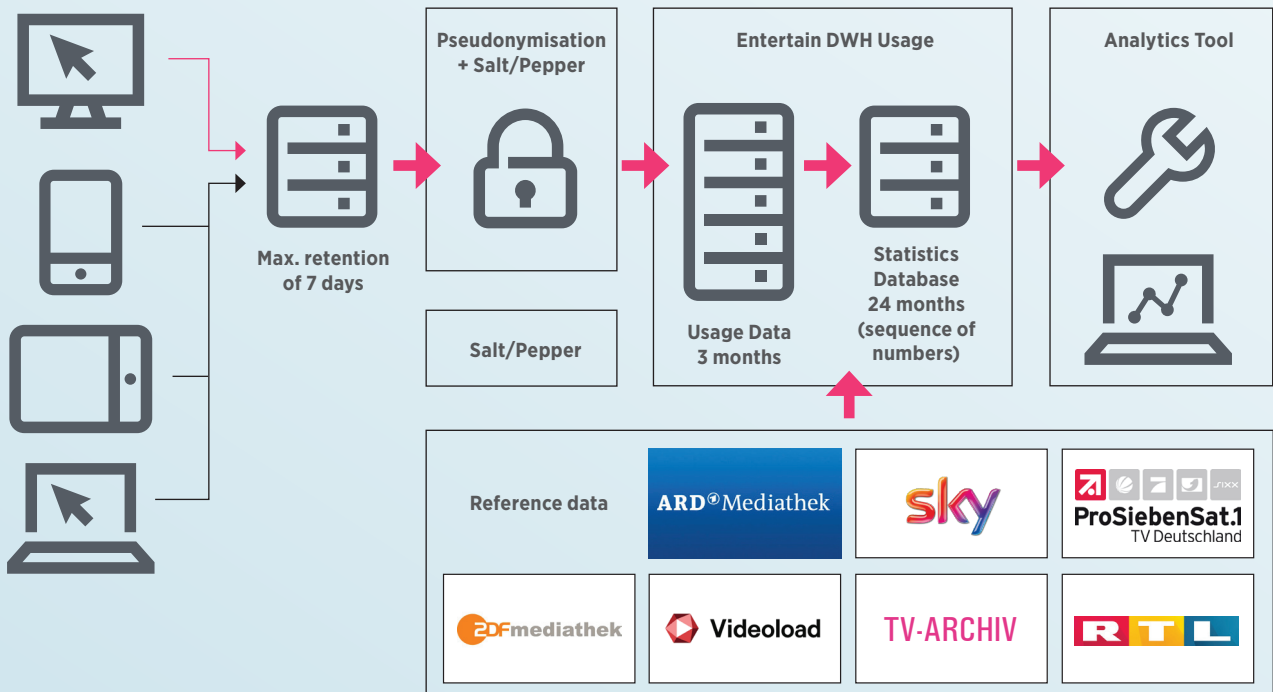 Pseudonymisation
+ Salt/Pepper
Entertain DWH Usage
Analytics Tool
Max. retention
of 7 days
Salt/Pepper
Usage Data
3 months
Statistics
Database
24 months
(sequence of
numbers)
Reference data
ARD Mediathek
sky
sixx
ProSiebenSat.1
TV Deutschland
ZDFmediathek
Videoload
TV-ARCHIV
RTL